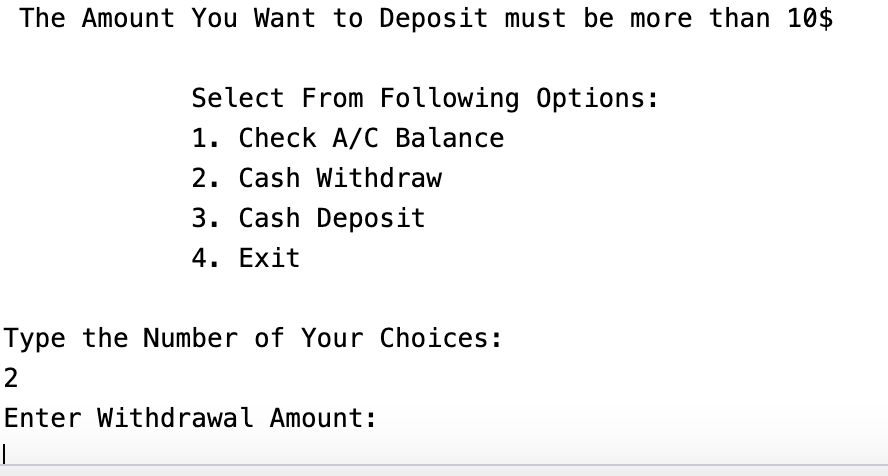 The Amount You Want to Deposit must be more than 10$
Select From Following Options:
1. Check A/C Balance
2. Cash Withdraw
3. Cash Deposit
4. Exit
Type the Number of Your Choices:
2
Enter Withdrawal Amount: